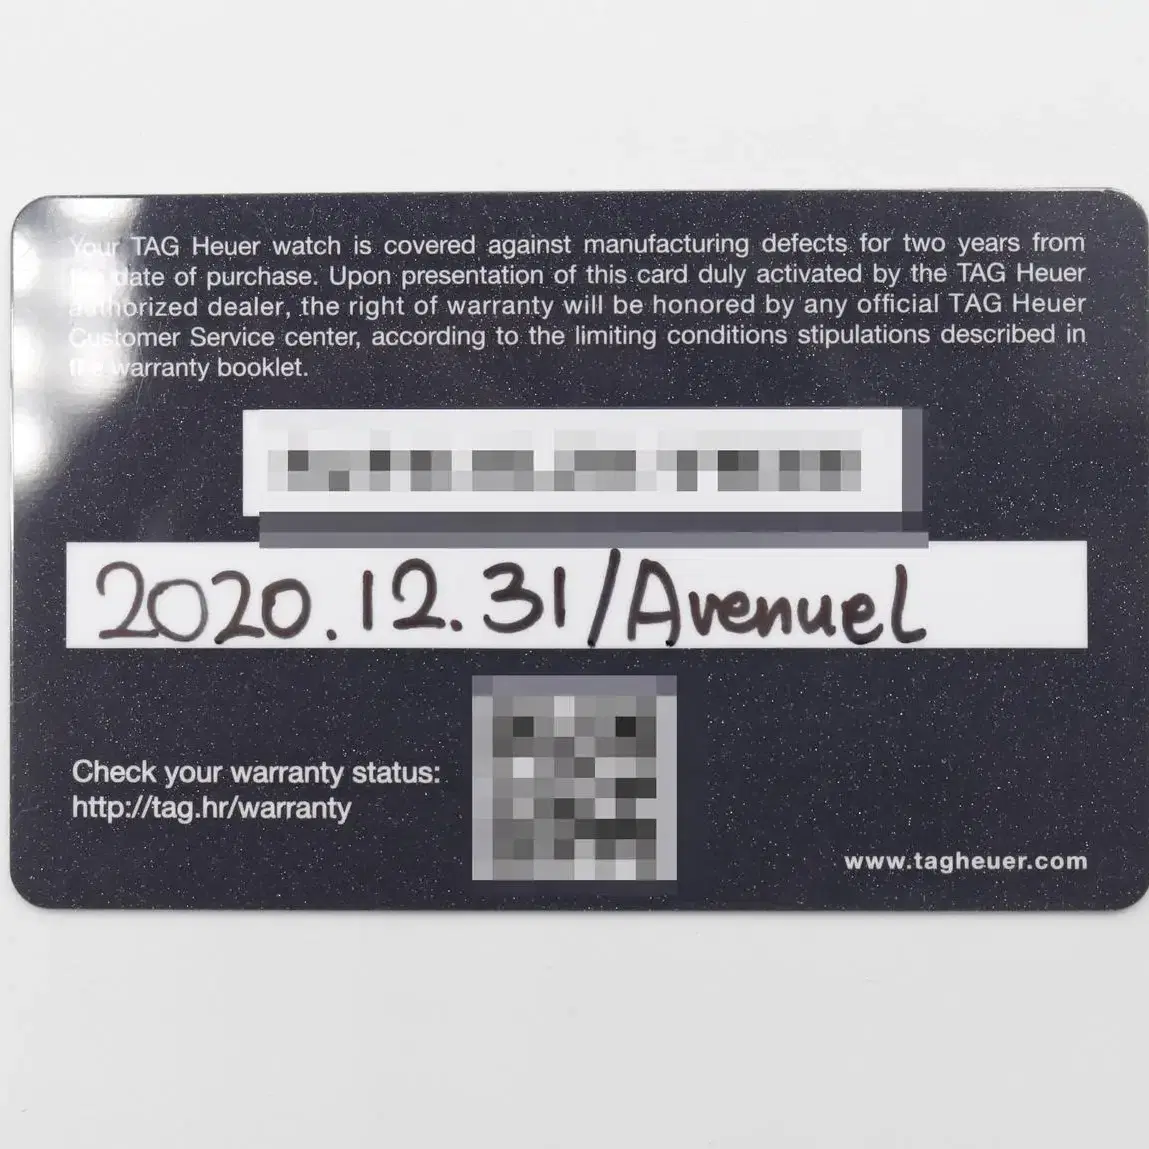 Your TAG Heuer watch is covered against manufacturing defects for two years from
the date of purchase. Upon presentation of this card duly activated by the TAG Heuer
authorized dealer, the right of warranty will be honored by any official TAG Heuer
Customer Service center, according to the limiting conditions stipulations described in
the warranty booklet.
2020.12.31/Avenuel
Check your warranty status:
http://tag.hr/warranty
www.tagheuer.com